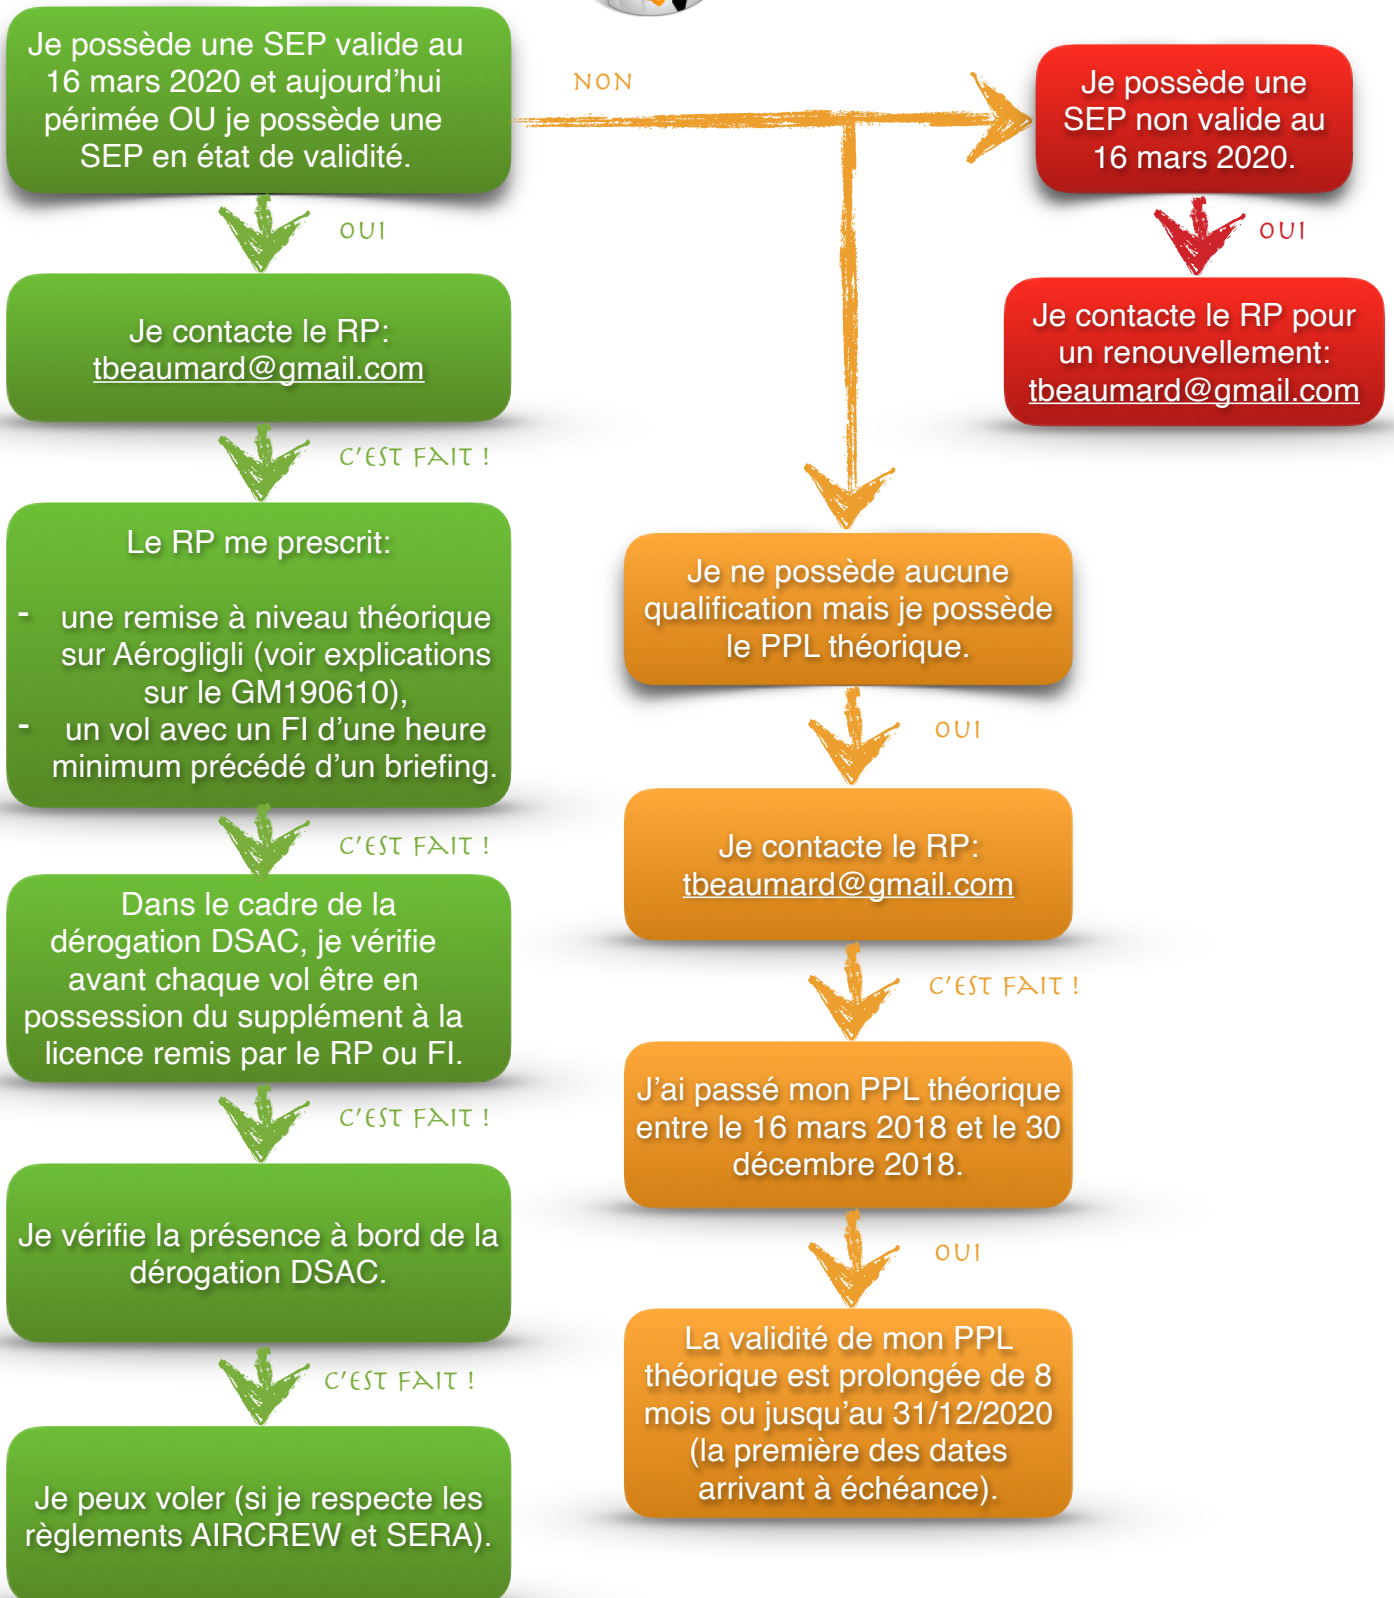 Je possède une SEP valide au
16 mars 2020 et aujourd’hui
périmée OU je possède une
SEP en état de validité.
NON
Je possède une
SEP non valide au
16 mars 2020.
OUI
OUI
Je contacte le RP:
tbeaumard@gmail.com
Je contacte le RP pour
un renouvellement:
tbeaumard@gmail.com
C’EST FAIT !
Le RP me prescrit:
- une remise à niveau théorique
sur Aérogligli (voir explications
sur le GM190610),
- un vol avec un FI d’une heure
minimum précédé d’un briefing.
Je ne possède aucune
qualification mais je possède
le PPL théorique.
OUI
C’EST FAIT !
Je contacte le RP:
tbeaumard@gmail.com
Dans le cadre de la
dérogation DSAC, je vérifie
avant chaque vol être en
possession du supplément à la
licence remis par le RP ou FI.
C’EST FAIT !
C’EST FAIT !
J’ai passé mon PPL théorique
entre le 16 mars 2018 et le 30
décembre 2018.
Je vérifie la présence à bord de la
dérogation DSAC.
OUI
C’EST FAIT !
La validité de mon PPL
théorique est prolongée de 8
mois ou jusqu’au 31/12/2020
(la première des dates
arrivant à échéance).
Je peux voler (si je respecte les
règlements AIRCREW et SERA).